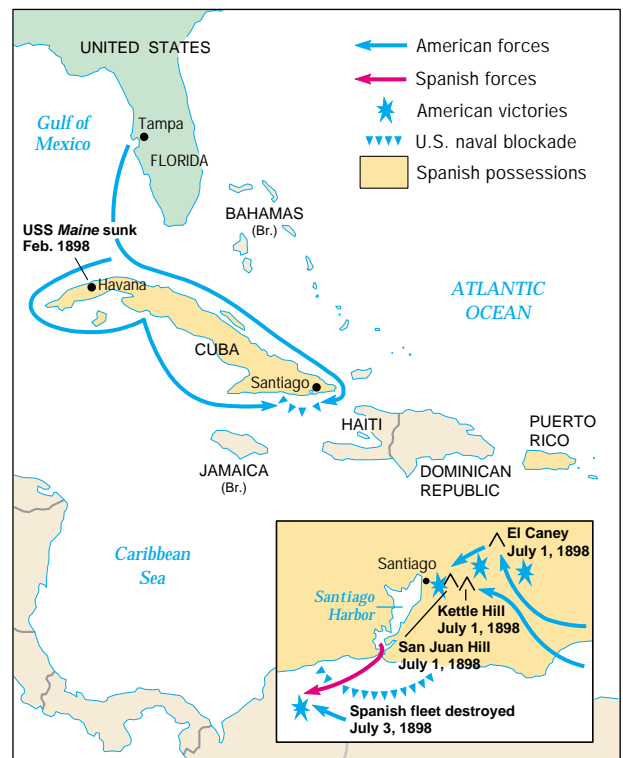 UNITED STATES
American forces
Spanish forces
American victories
U.S. naval blockade
Spanish possessions
Gulf of
Mexico
Tampa
FLORIDA
BAHAMAS
(Br.)
USS Maine sunk
Feb. 1898
Havana
ATLANTIC
OCEAN
CUBA
Santiago
HAITI
PUERTO
RICO
JAMAICA
(Br.)
DOMINICAN
REPUBLIC
Caribbean
Sea
El Caney
July 1, 1898
Santiago
Santiago
Harbor
Kettle Hill
July 1, 1898
San Juan Hill
July 1, 1898
Spanish fleet destroyed
July 3, 1898